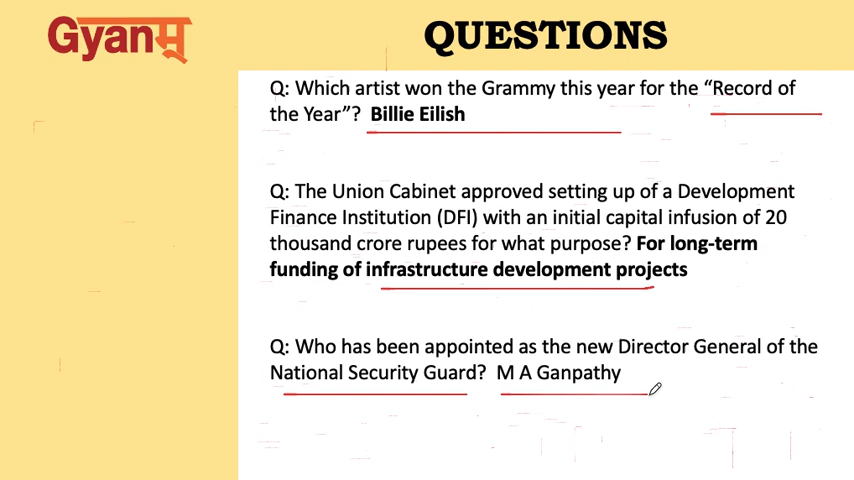 Gyanम्
QUESTIONS
Q: Which artist won the Grammy this year for the “Record of
the Year”? Billie Eilish
Q: The Union Cabinet approved setting up of a Development
Finance Institution (DFI) with an initial capital infusion of 20
thousand crore rupees for what purpose? For long-term
funding of infrastructure development projects
Q: Who has been appointed as the new Director General of the
National Security Guard? M A Ganpathy